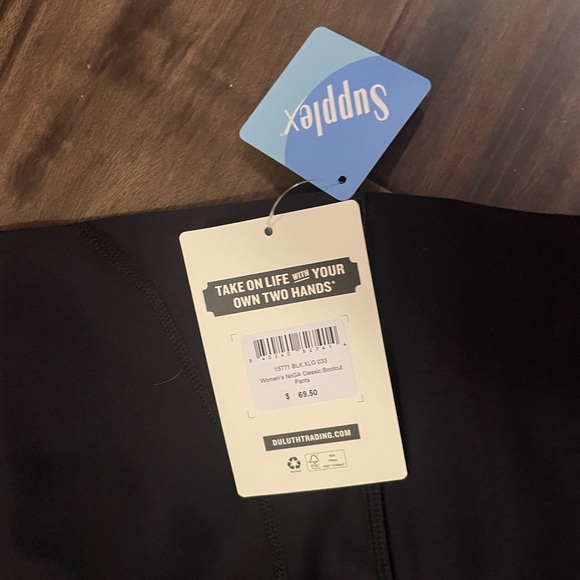 Supplex
TAKE ON LIFE WITH YOUR
OWN TWO HANDS®
15771 BLK XLG 033
Women's NoGA Classic Bootcut
Pants
$ 69.50
DULUTHTRADING.COM
FSC